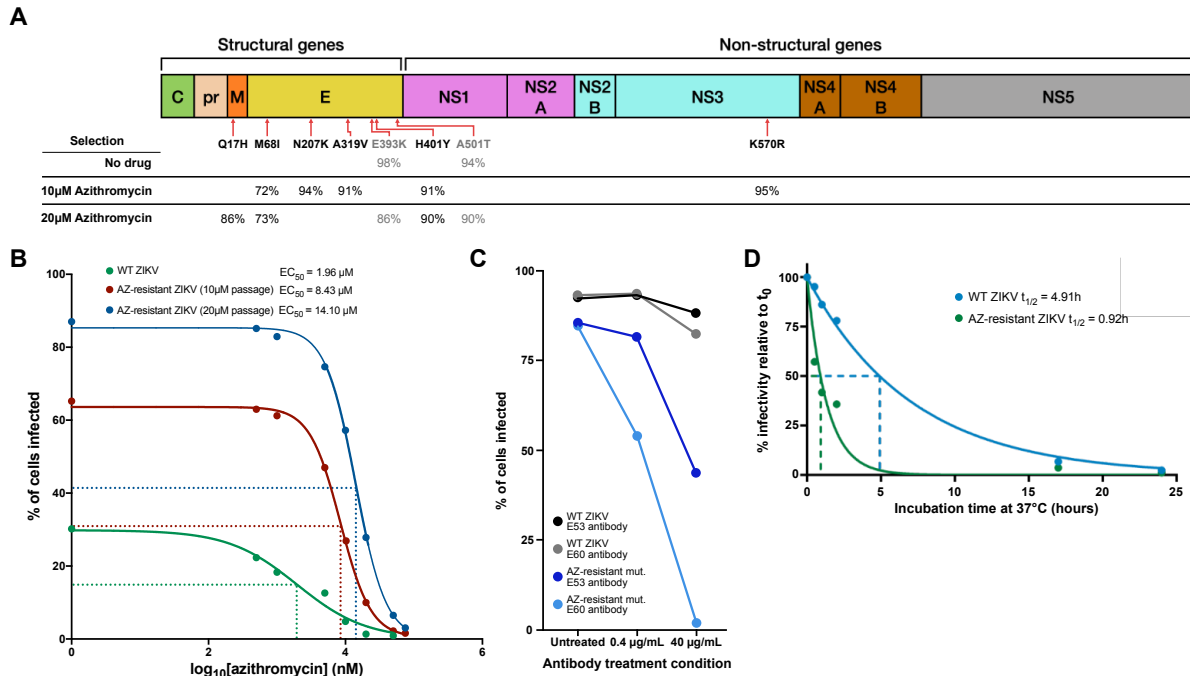 A
Structural genes
Non-structural genes
C
pr
M
E
NS1
NS2
A
NS2
B
NS3
NS4
A
NS4
B
NS5
Selection
Q17H M68I N207K A319V E393K H401Y A501T K570R
No drug 98% 94%
10µM Azithromycin 72% 94% 91% 91% 95%
20µM Azithromycin 86% 73% 86% 90% 90%
B
WT ZIKV EC50 = 1.96 µM
AZ-resistant ZIKV (10µM passage) EC50 = 8.43 µM
AZ-resistant ZIKV (20µM passage) EC50 = 14.10 µM
% of cells infected
100
80
60
40
20
0
0 2 4 6
log10[azithromycin] (nM)
C
% of cells infected
100
75
50
25
0
WT ZIKV
E53 antibody
WT ZIKV
E60 antibody
AZ-resistant mut.
E53 antibody
AZ-resistant mut.
E60 antibody
Untreated 0.4 µg/mL 40 µg/mL
Antibody treatment condition
D
% infectivity relative to t0
100
75
50
25
0
WT ZIKV t1/2 = 4.91h
AZ-resistant ZIKV t1/2 = 0.92h
0 5 10 15 20 25
Incubation time at 37°C (hours)